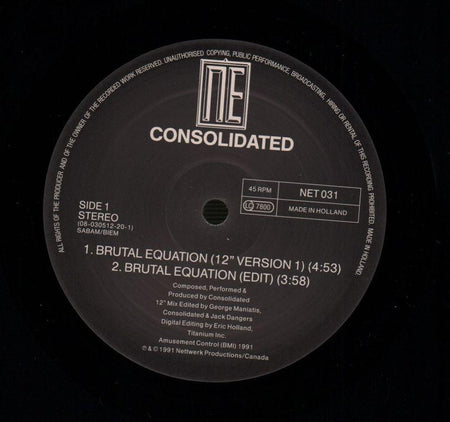 ALL RIGHTS OF THE PRODUCER AND OF THE OWNER OF THE RECORDED WORK RESERVED. UNAUTHORISED COPYING, PUBLIC PERFORMANCE, BROADCASTING, HIRING OR RENTAL OF THIS RECORDING PROHIBITED. MADE IN HOLLAND.
NE
CONSOLIDATED
45 RPM
NET 031
LC 7800
MADE IN HOLLAND
SIDE 1
STEREO
(08-030512-20-1)
SABAM/BIEM
1. BRUTAL EQUATION (12" VERSION 1) (4:53)
2. BRUTAL EQUATION (EDIT) (3:58)
Composed, Performed &
Produced by Consolidated
12" Mix Edited by George Maniatis,
Consolidated & Jack Dangers
Digital Editing by Eric Holland,
Titanium Inc.
Amusement Control (BMI) 1991
℗ & © 1991 Nettwerk Productions/Canada